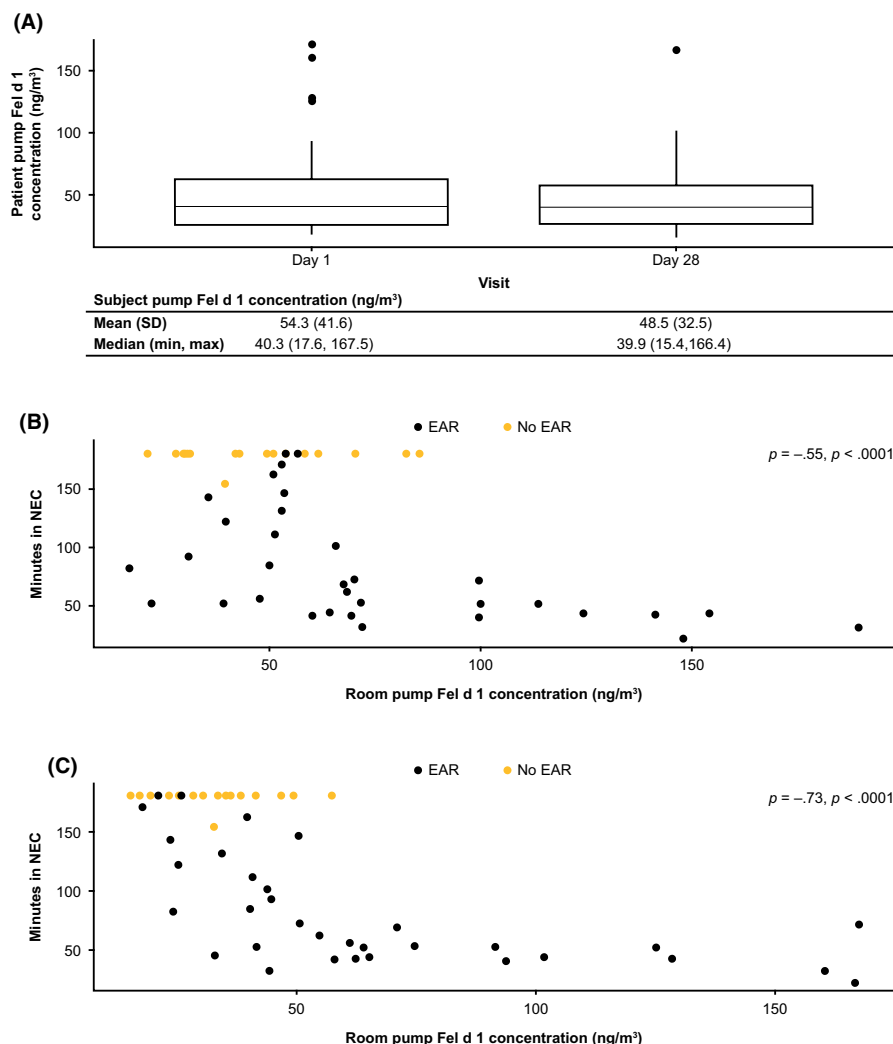 (A)
Patient pump Fel d 1
concentration (ng/m³)
150
100
50
Day 1
Day 28
Visit
Subject pump Fel d 1 concentration (ng/m³)
Mean (SD) 54.3 (41.6) 48.5 (32.5)
Median (min, max) 40.3 (17.6, 167.5) 39.9 (15.4,166.4)
(B)
EAR No EAR
p = –.55, p < .0001
Minutes in NEC
150
100
50
50 100 150
Room pump Fel d 1 concentration (ng/m³)
(C)
EAR No EAR
p = –.73, p < .0001
Minutes in NEC
150
100
50
50 100 150
Room pump Fel d 1 concentration (ng/m³)